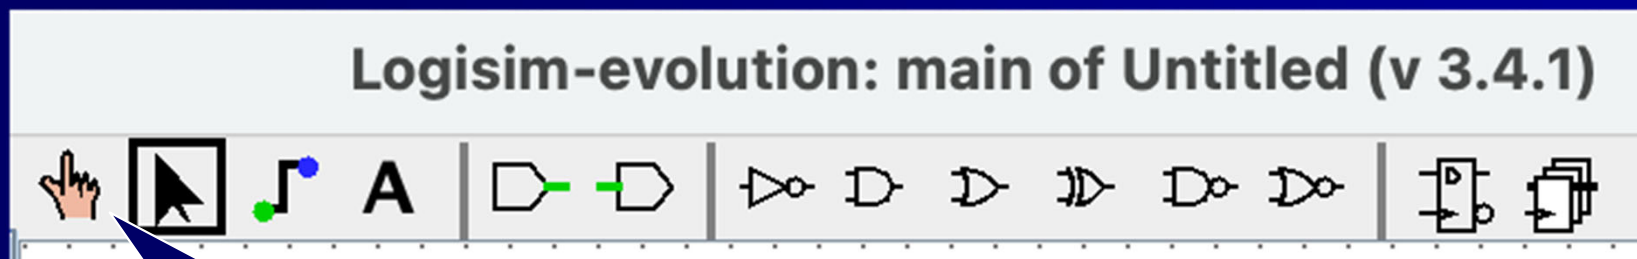 Logisim-evolution: main of Untitled (v 3.4.1)
A
D